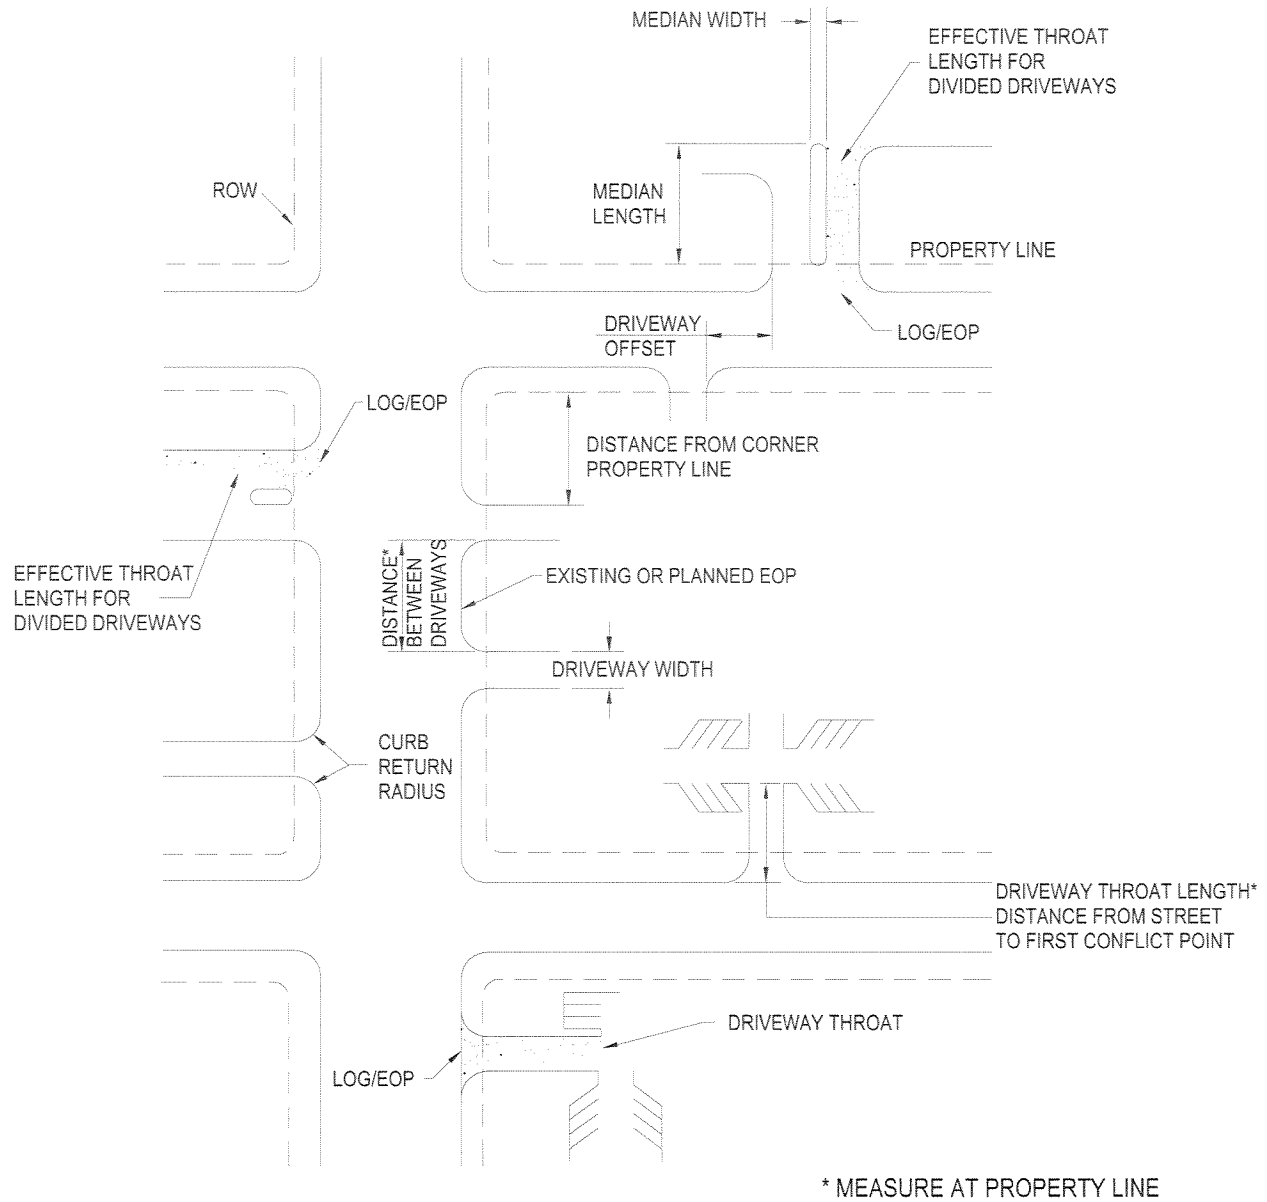 MEDIAN WIDTH
EFFECTIVE THROAT
LENGTH FOR
DIVIDED DRIVEWAYS
ROW
MEDIAN
LENGTH
PROPERTY LINE
DRIVEWAY
OFFSET
LOG/EOP
LOG/EOP
DISTANCE FROM CORNER
PROPERTY LINE
EFFECTIVE THROAT
LENGTH FOR
DIVIDED DRIVEWAYS
DISTANCE*
BETWEEN
DRIVEWAYS
EXISTING OR PLANNED EOP
DRIVEWAY WIDTH
CURB
RETURN
RADIUS
DRIVEWAY THROAT LENGTH*
DISTANCE FROM STREET
TO FIRST CONFLICT POINT
DRIVEWAY THROAT
LOG/EOP
* MEASURE AT PROPERTY LINE